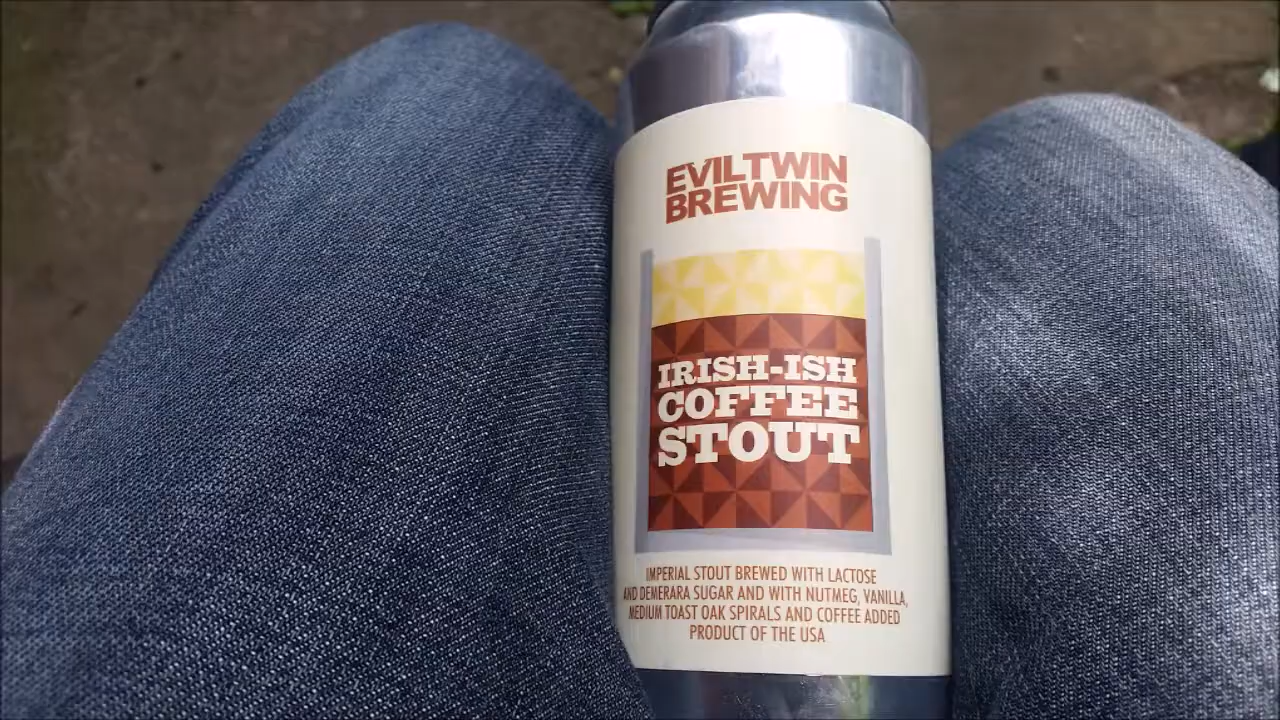 EVILTWIN
BREWING
IRISH-ISH
COFFEE
STOUT
IMPERIAL STOUT BREWED WITH LACTOSE
AND DEMERARA SUGAR AND WITH NUTMEG, VANILLA,
MEDIUM TOAST OAK SPIRALS AND COFFEE ADDED
PRODUCT OF THE USA